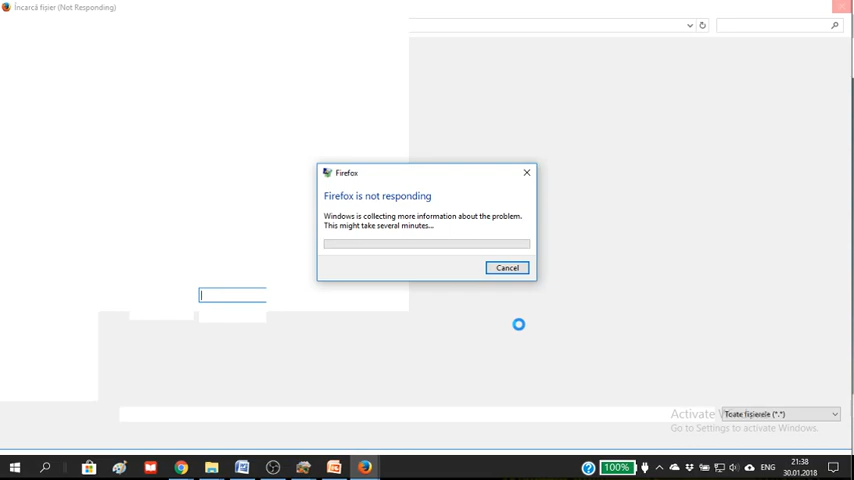 Încarcă fișier (Not Responding)
Firefox
Firefox is not responding
Windows is collecting more information about the problem.
This might take several minutes...
Cancel
Toate fișierele (*.*)
Activate
Go to Settings to activate Windows.
100%
ENG
21:38
30.01.2018